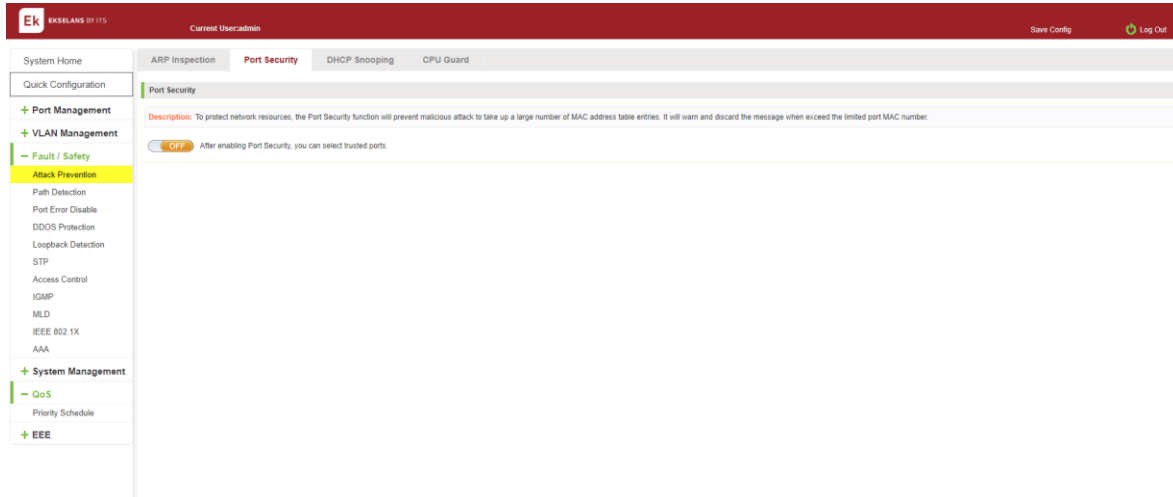 Ek EKSELANS BY ITS
Current User:admin
Save Config
Log Out
System Home
Quick Configuration
+ Port Management
+ VLAN Management
− Fault / Safety
Attack Prevention
Path Detection
Port Error Disable
DDOS Protection
Loopback Detection
STP
Access Control
IGMP
MLD
IEEE 802.1X
AAA
+ System Management
− QoS
Priority Schedule
+ EEE
ARP Inspection Port Security DHCP Snooping CPU Guard
Port Security
Description: To protect network resources, the Port Security function will prevent malicious attack to take up a large number of MAC address table entries. It will warn and discard the message when exceed the limited port MAC number.
OFF After enabling Port Security, you can select trusted ports.